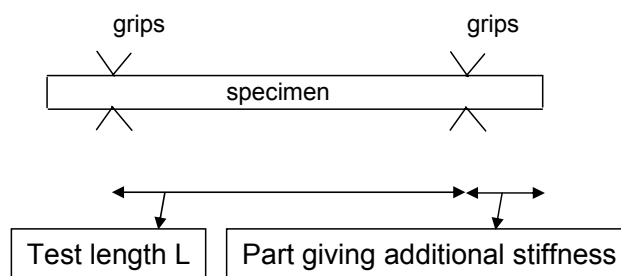 grips
grips
specimen
Test length L
Part giving additional stiffness